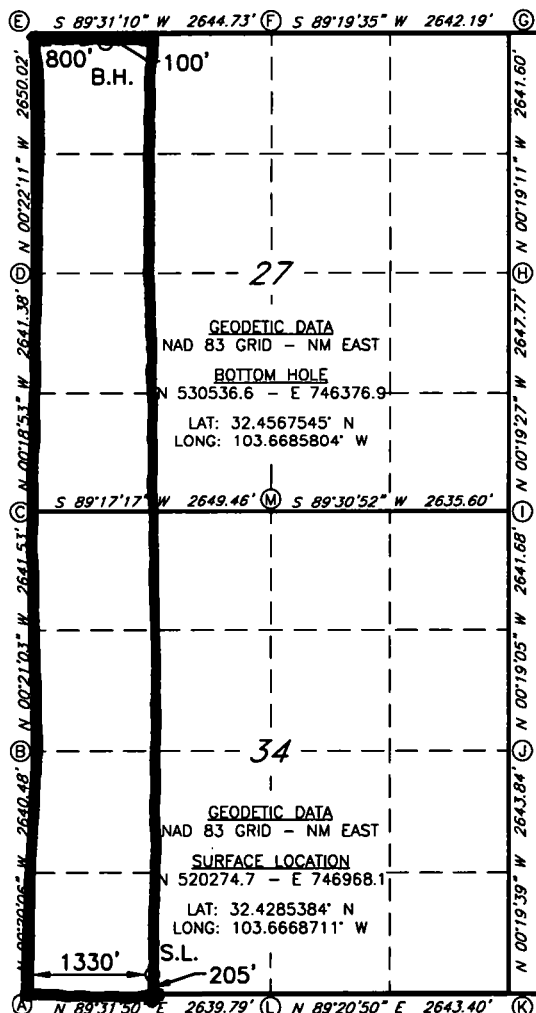 E S 89°31'10" W 2644.73' F S 89°19'35" W 2642.19' G
800' 100'
B.H.
N 00°22'11" W 2650.02'
N 00°19'11" W 2641.60'
D 27 H
GEODETIC DATA
NAD 83 GRID - NM EAST
BOTTOM HOLE
N 530536.6 - E 746376.9
LAT: 32.4567545° N
LONG: 103.6685804° W
N 00°18'53" W 2641.38'
N 00°19'27" W 2647.77'
C S 89°17'17" W 2649.46' M S 89°30'52" W 2635.60' I
N 00°21'03" W 2641.53'
N 00°19'05" W 2641.68'
B 34 J
GEODETIC DATA
NAD 83 GRID - NM EAST
SURFACE LOCATION
N 520274.7 - E 746968.1
LAT: 32.4285384° N
LONG: 103.6668711° W
N 00°20'06" W 2640.48'
N 00°19'39" W 2643.84'
S.L.
1330' 205'
A N 89°31'50" E 2639.79' L N 89°20'50" E 2643.40' K